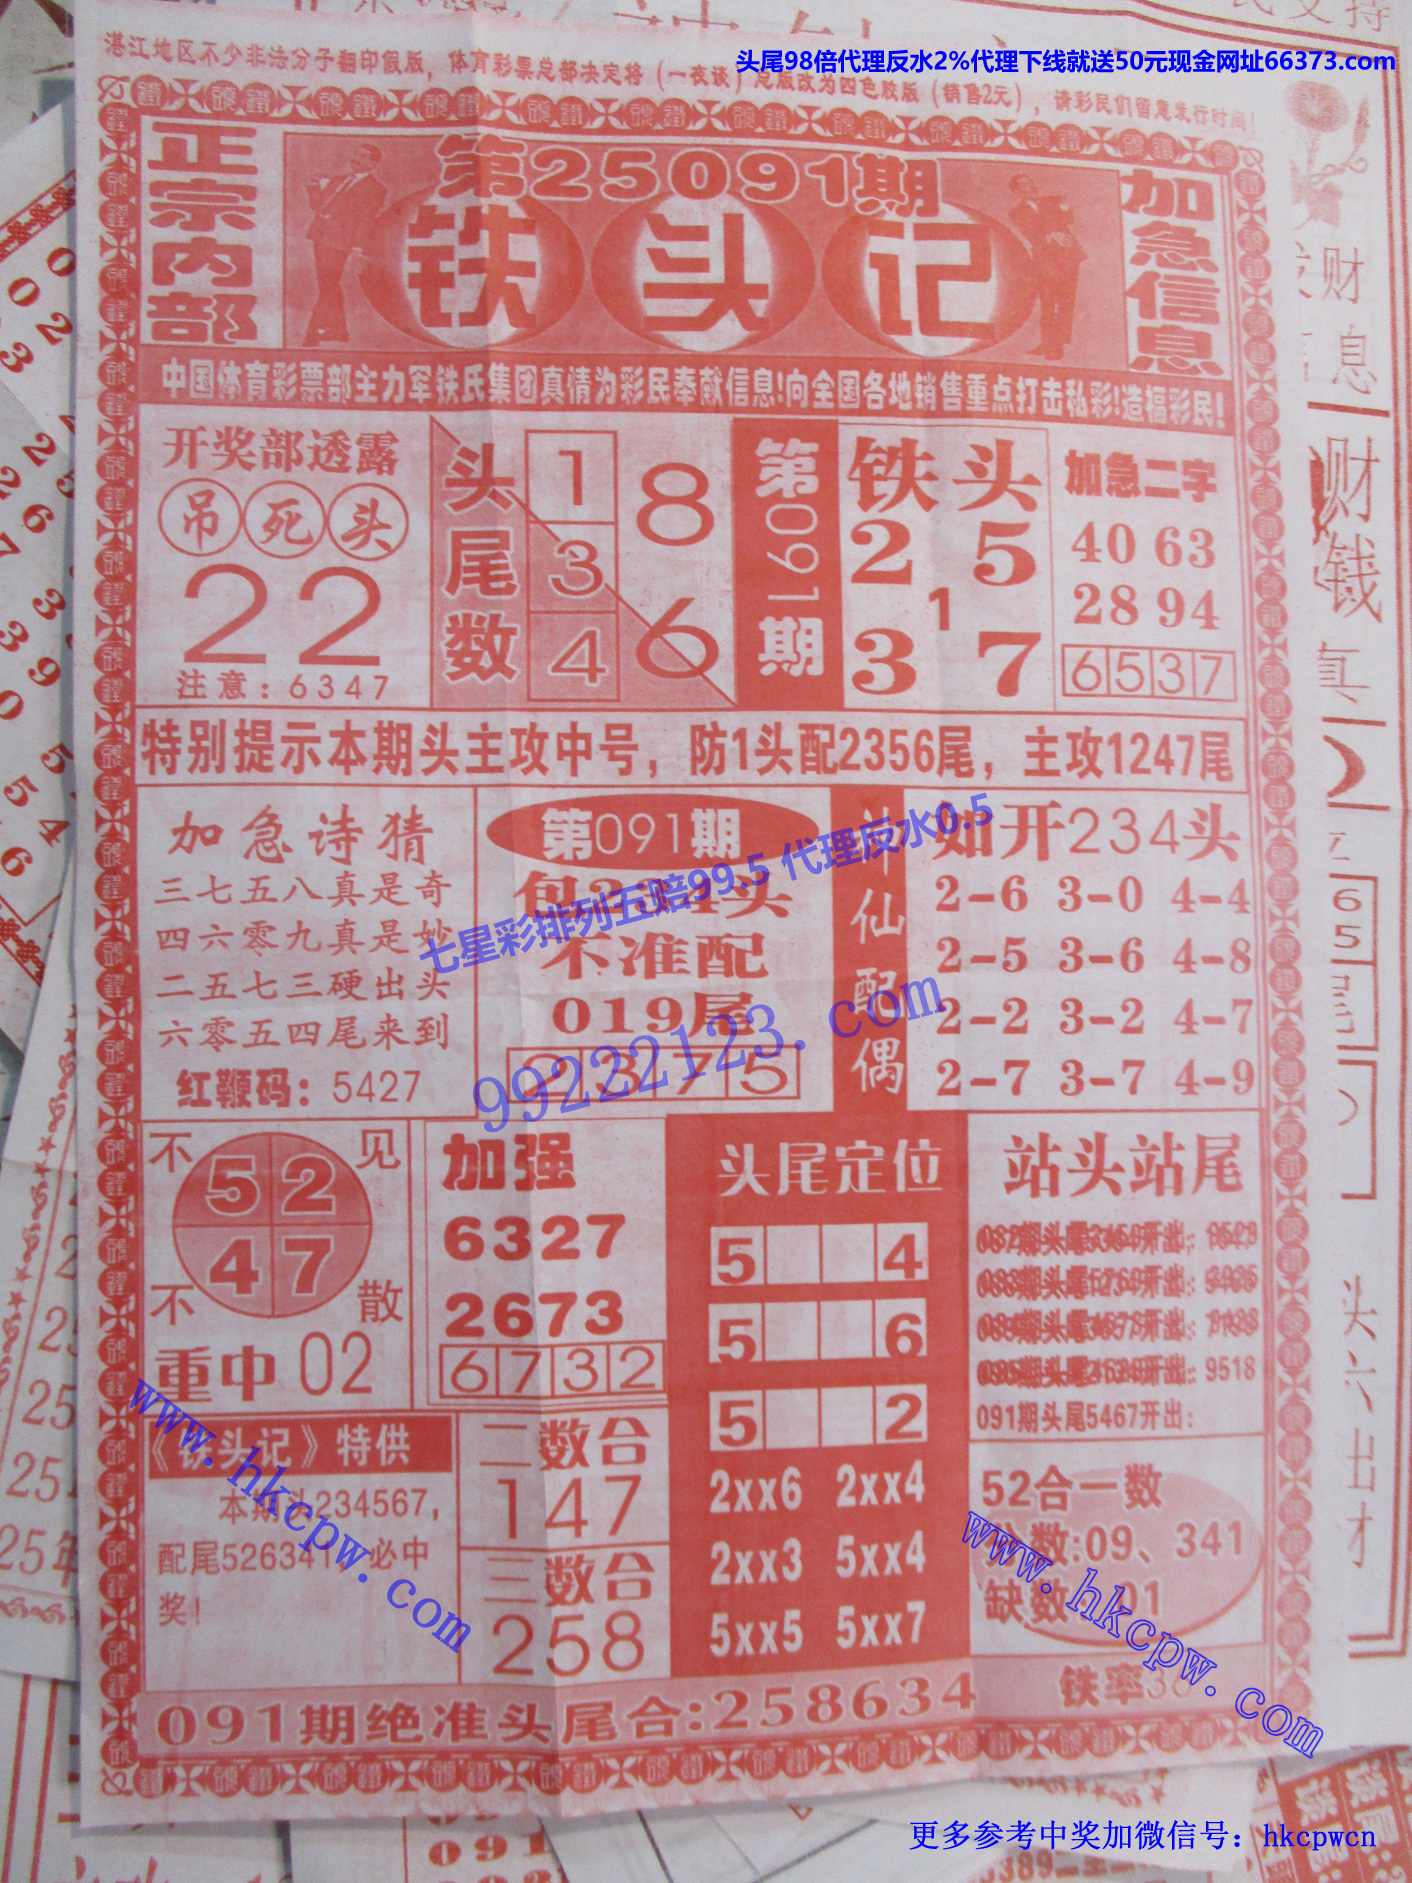 头尾98倍代理反水2%代理下线就送50元现金网址66373.com
湛江地区不少非法分子翻印假版，体育彩票总部决定将（一夜谈）总版改为四色胶版（销售2元），请彩民们留意发行时间！
正宗内部
第25091期
铁头记
加急信息
中国体育彩票部主力军铁氏集团真情为彩民奉献信息！向全国各地销售重点打击私彩！造福彩民！
开奖部透露
吊死头
22
注意：6347
头尾数
1
3
4
8
6
第091期
铁头
2 5
1
3 7
加急二字
40 63
28 94
6537
特别提示本期头主攻中号，防1头配2356尾，主攻1247尾
加急诗猜
三七五八真是奇
四六零九真是妙
二五七三硬出头
六零五四尾来到
红鞭码：5427
第091期
不准配
019尾
2375
七星彩排列五赔99.5 代理反水0.5
99222123.com
仙配偶
如开234头
2-6 3-0 4-4
2-5 3-6 4-8
2-2 3-2 4-7
2-7 3-7 4-9
不见
52
47
不散
重中02
加强
6327
2673
6732
头尾定位
5 4
5 6
5 2
2xx6 2xx4
2xx3 5xx4
5xx5 5xx7
站头站尾
9518
091期头尾5467开出：
《铁头记》特供
本期头234567，
配尾526341，必中
奖！
二数合
147
三数合
258
52合一数
分数：09、341
缺数：01
091期绝准头尾合：258634
铁率
www.hkcpw.com
www.hkcpw.com
更多参考中奖加微信号：hkcpwcn